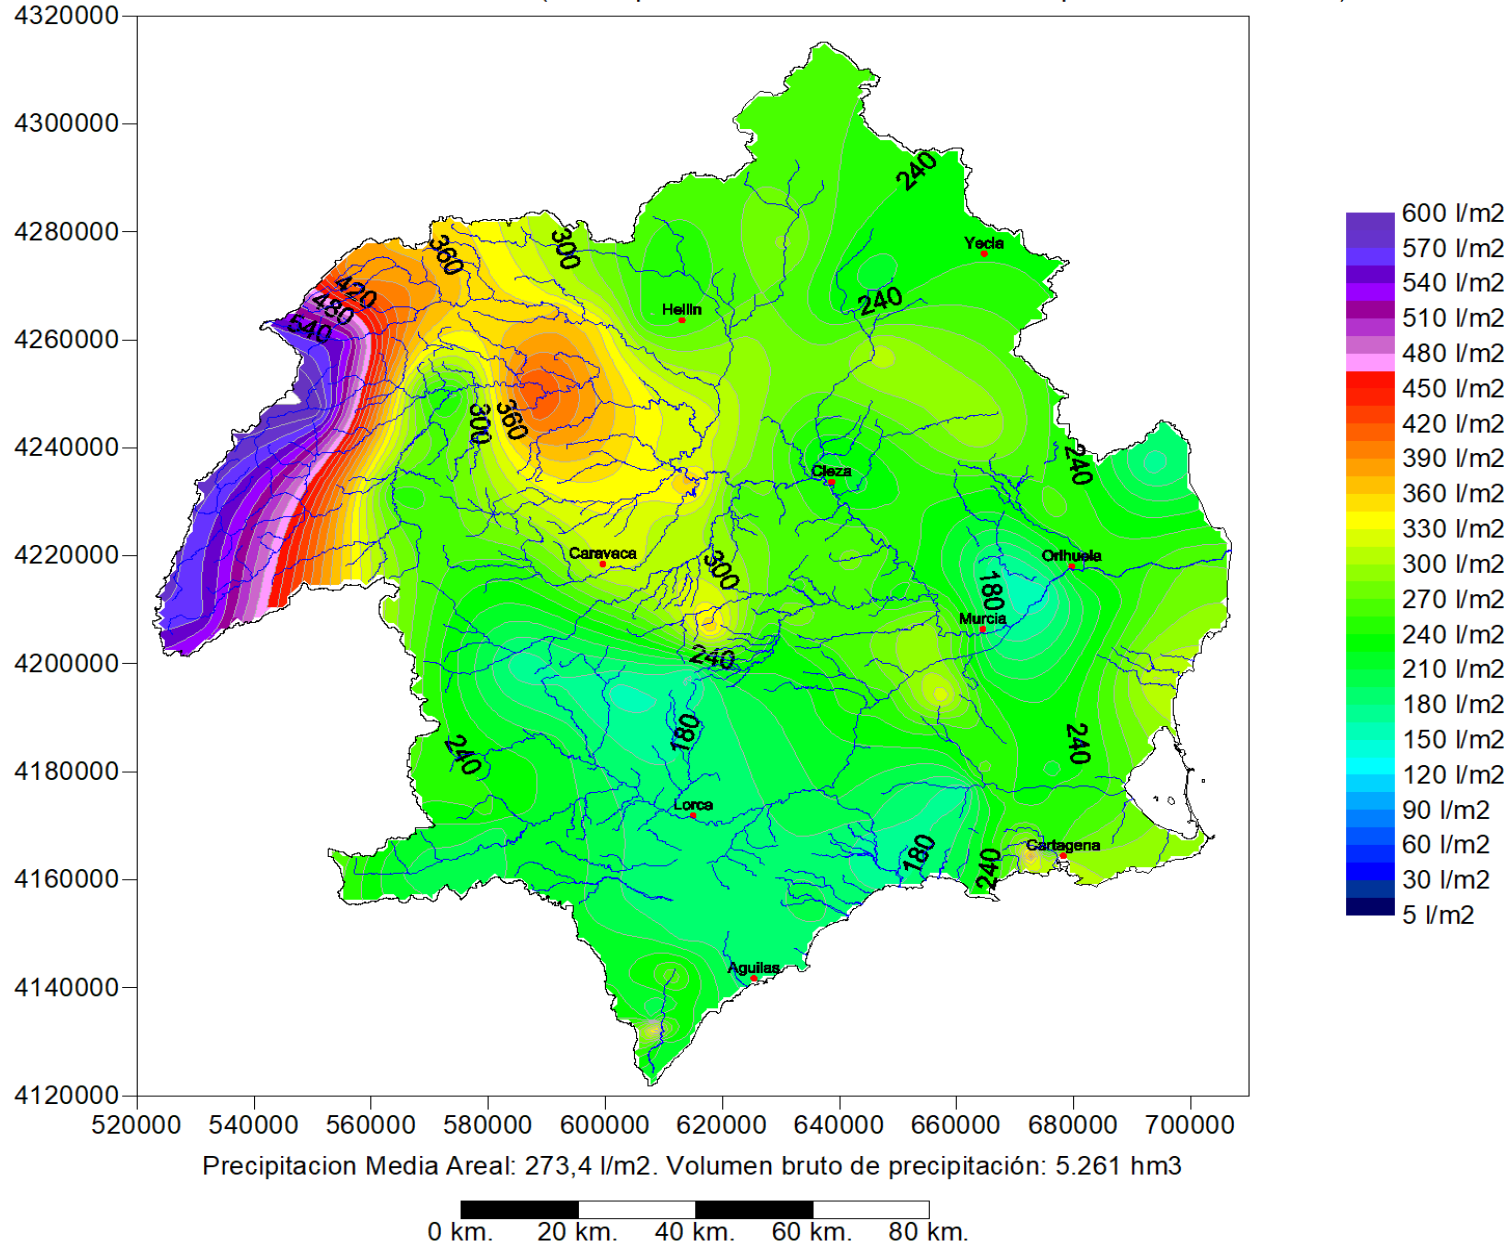 4320000
4300000
4280000
4260000
4240000
4220000
4200000
4180000
4160000
4140000
4120000
520000 540000 560000 580000 600000 620000 640000 660000 680000 700000
240
Yecla
300
360
240
420
480
540
Hellin
300
360
240
Cieza
Caravaca
300
Orihuela
180
Murcia
240
180
240
240
Lorca
180
240
Cartagena
Aguilas
600 l/m2
570 l/m2
540 l/m2
510 l/m2
480 l/m2
450 l/m2
420 l/m2
390 l/m2
360 l/m2
330 l/m2
300 l/m2
270 l/m2
240 l/m2
210 l/m2
180 l/m2
150 l/m2
120 l/m2
90 l/m2
60 l/m2
30 l/m2
5 l/m2
Precipitacion Media Areal: 273,4 l/m2. Volumen bruto de precipitación: 5.261 hm3
0 km. 20 km. 40 km. 60 km. 80 km.